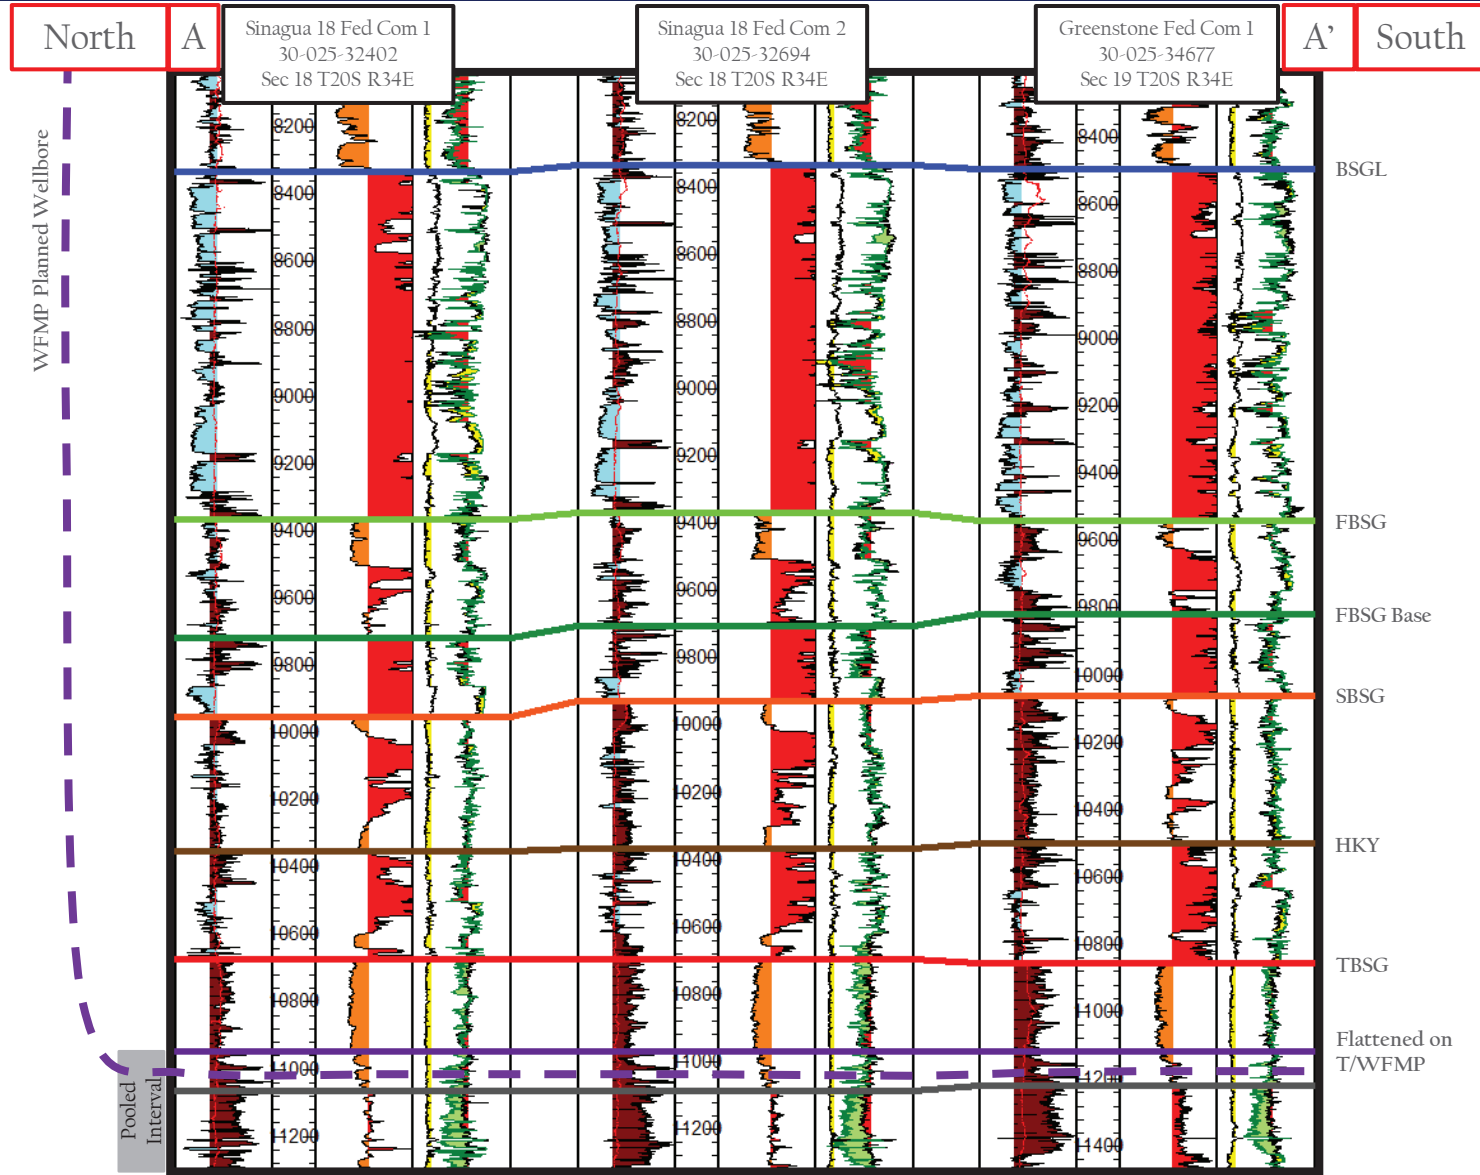 North
A
Sinagua 18 Fed Com 1
30-025-32402
Sec 18 T20S R34E
Sinagua 18 Fed Com 2
30-025-32694
Sec 18 T20S R34E
Greenstone Fed Com 1
30-025-34677
Sec 19 T20S R34E
A'
South
WFMP Planned Wellbore
8200
8400
8600
8800
9000
9200
9400
9600
9800
10000
10200
10400
10600
10800
11000
11200
8200
8400
8600
8800
9000
9200
9400
9600
9800
10000
10200
10400
10600
10800
11000
11200
8400
8600
8800
9000
9200
9400
9600
9800
10000
10200
10400
10600
10800
11000
11200
11400
BSGL
FBSG
FBSG Base
SBSG
HKY
TBSG
Flattened on
T/WFMP
Pooled
Interval